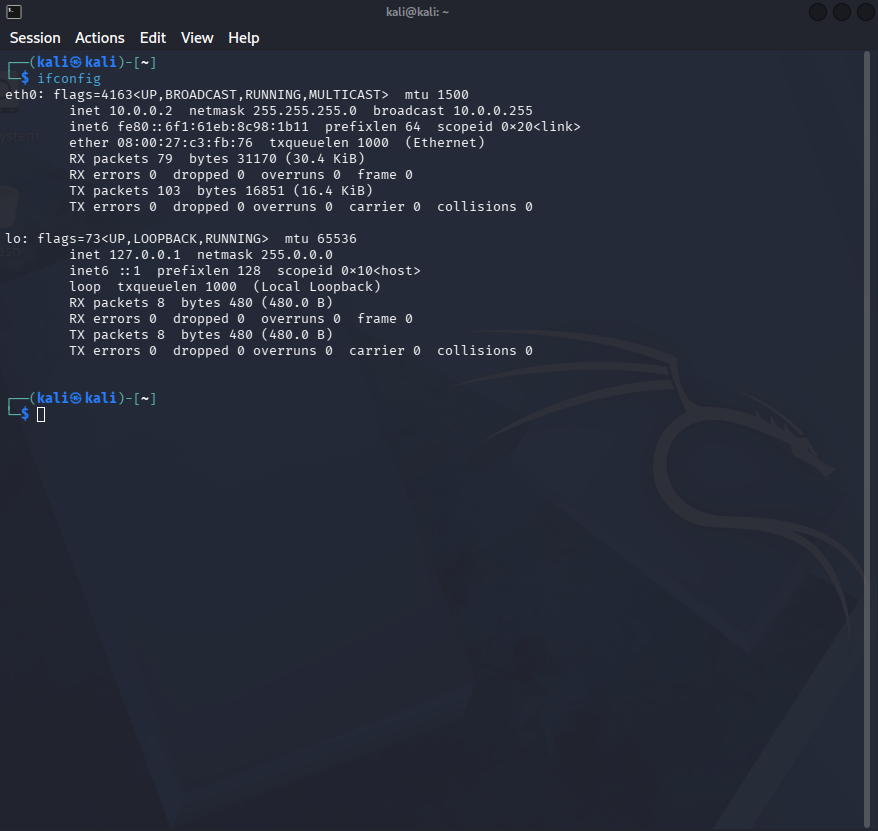 kali@kali: ~
Session Actions Edit View Help
┌──(kali㉿kali)-[~]
└─$ ifconfig
eth0: flags=4163<UP,BROADCAST,RUNNING,MULTICAST>  mtu 1500
        inet 10.0.0.2  netmask 255.255.255.0  broadcast 10.0.0.255
        inet6 fe80::6f1:61eb:8c98:1b11  prefixlen 64  scopeid 0×20<link>
        ether 08:00:27:c3:fb:76  txqueuelen 1000  (Ethernet)
        RX packets 79  bytes 31170 (30.4 KiB)
        RX errors 0  dropped 0  overruns 0  frame 0
        TX packets 103  bytes 16851 (16.4 KiB)
        TX errors 0  dropped 0 overruns 0  carrier 0  collisions 0

lo: flags=73<UP,LOOPBACK,RUNNING>  mtu 65536
        inet 127.0.0.1  netmask 255.0.0.0
        inet6 ::1  prefixlen 128  scopeid 0×10<host>
        loop  txqueuelen 1000  (Local Loopback)
        RX packets 8  bytes 480 (480.0 B)
        RX errors 0  dropped 0  overruns 0  frame 0
        TX packets 8  bytes 480 (480.0 B)
        TX errors 0  dropped 0 overruns 0  carrier 0  collisions 0

┌──(kali㉿kali)-[~]
└─$